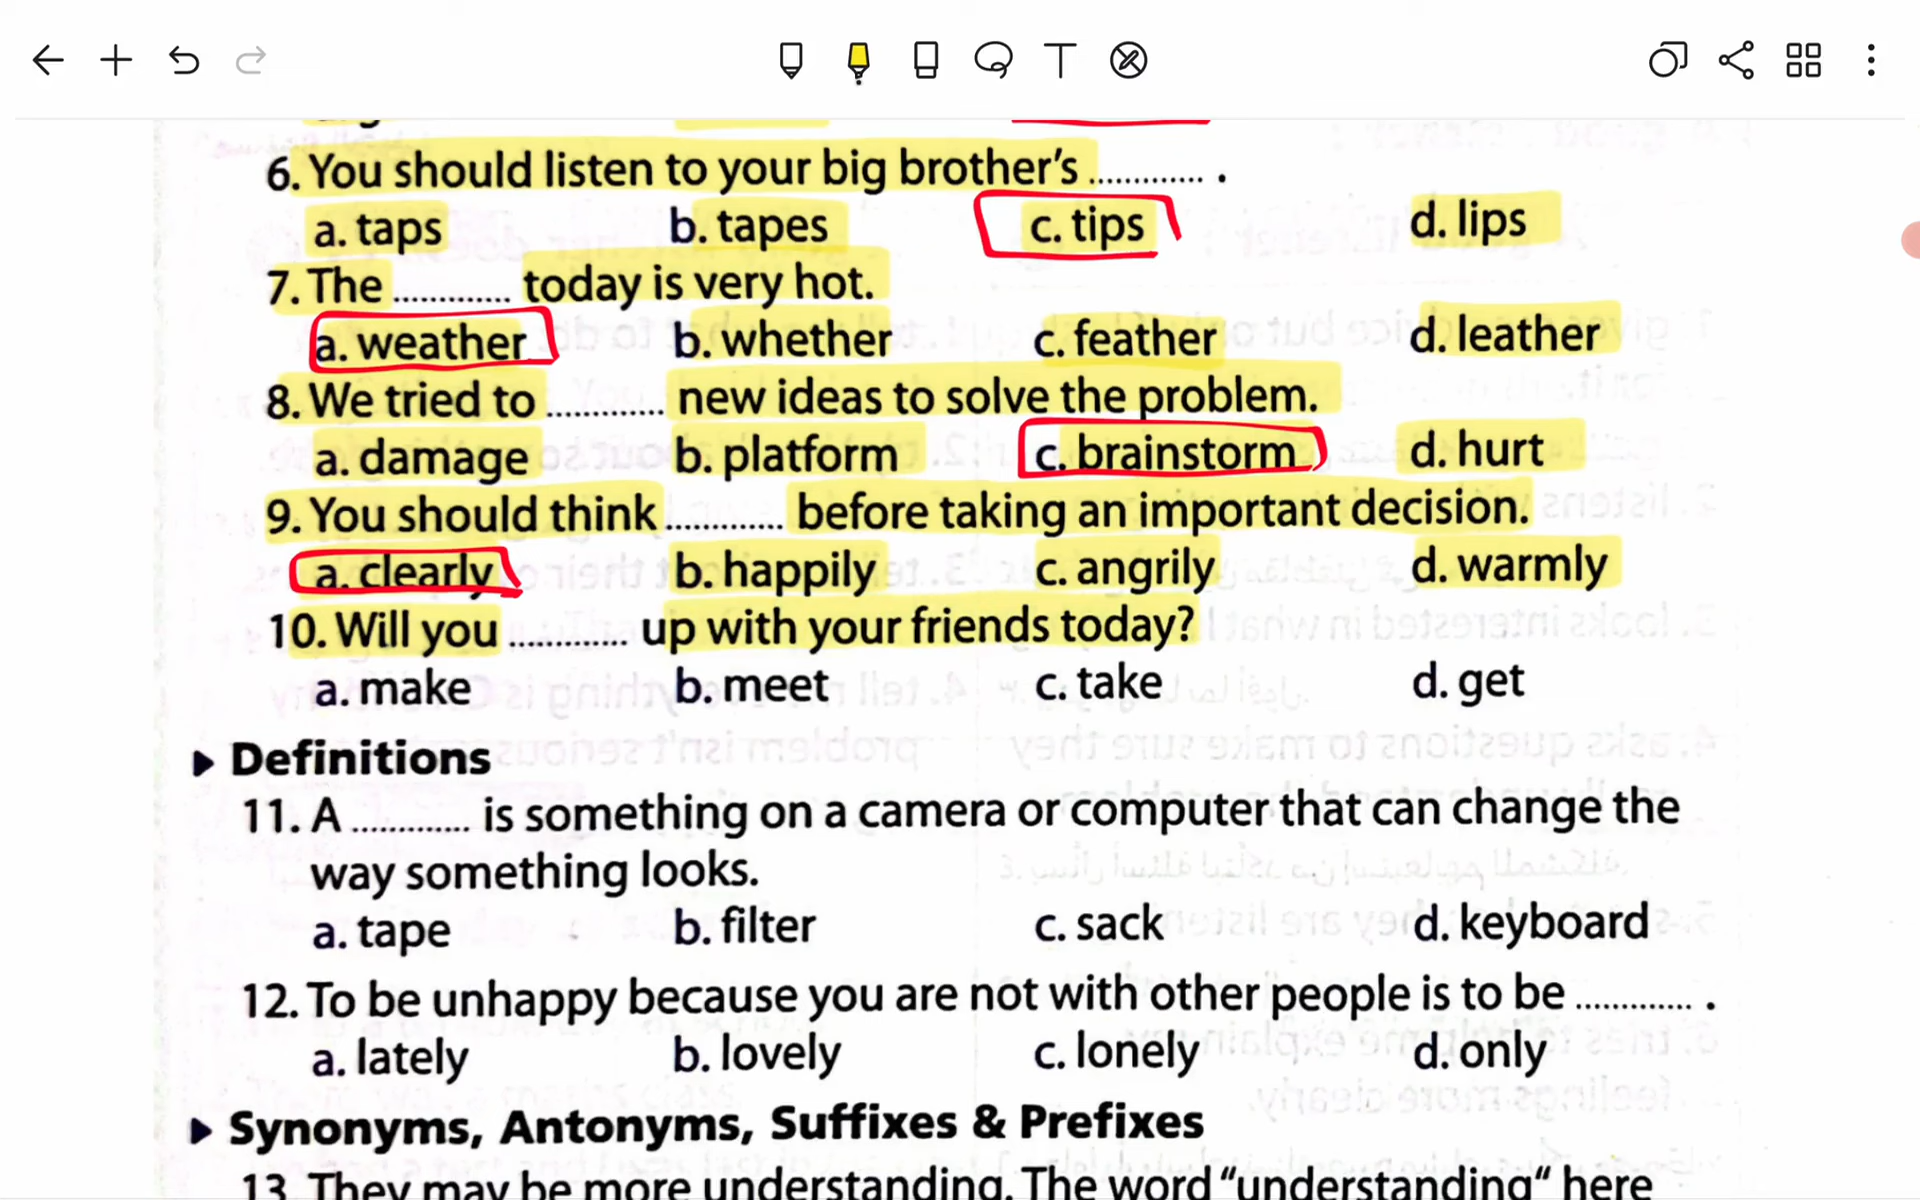 6. You should listen to your big brother's ............ .
a. taps b. tapes c. tips d. lips
7. The ............ today is very hot.
a. weather b. whether c. feather d. leather
8. We tried to ............ new ideas to solve the problem.
a. damage b. platform c. brainstorm d. hurt
9. You should think ............ before taking an important decision.
a. clearly b. happily c. angrily d. warmly
10. Will you ............ up with your friends today?
a. make b. meet c. take d. get
Definitions
11. A ............ is something on a camera or computer that can change the
way something looks.
a. tape b. filter c. sack d. keyboard
12. To be unhappy because you are not with other people is to be ............ .
a. lately b. lovely c. lonely d. only
Synonyms, Antonyms, Suffixes & Prefixes
13. They may be more understanding. The word "understanding" here